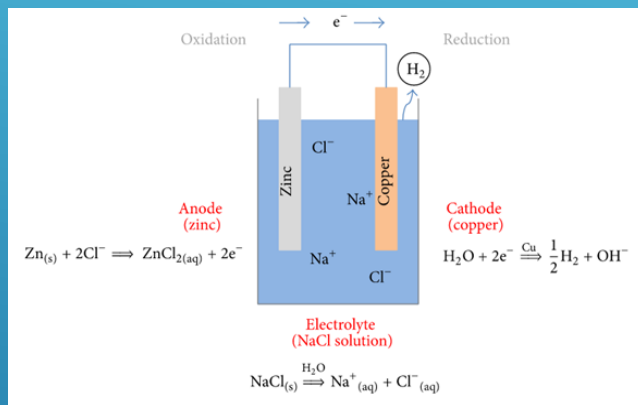 e⁻
Oxidation
Reduction
H₂
Cl⁻
Zinc
Copper
Na⁺
Anode
(zinc)
Cathode
(copper)
Zn(s) + 2Cl⁻ ⟹ ZnCl₂(aq) + 2e⁻
Na⁺
Cl⁻
H₂O + 2e⁻ Cu ⟹ 1/2 H₂ + OH⁻
Electrolyte
(NaCl solution)
NaCl(s) H₂O ⟹ Na⁺(aq) + Cl⁻(aq)